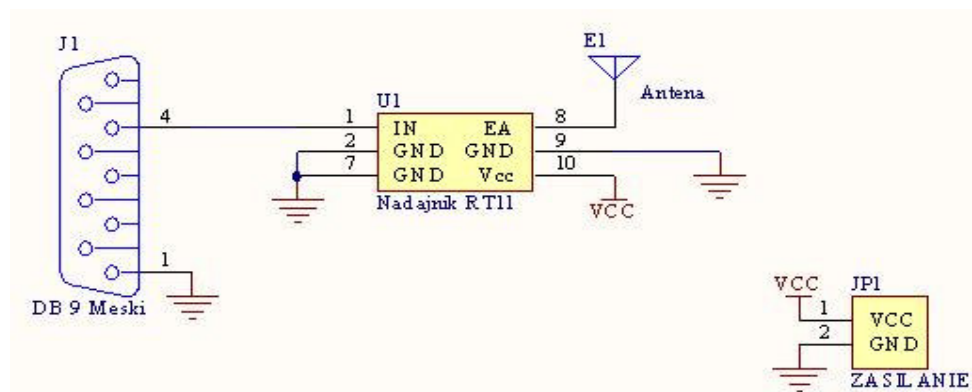 J1
4
1
DB 9 Meski
U1
1
2
7
IN
GND
GND
EA
GND
Vcc
8
9
10
Nadajnik RT11
E1
Antena
VCC
VCC
JP1
1
2
VCC
GND
ZASILANIE